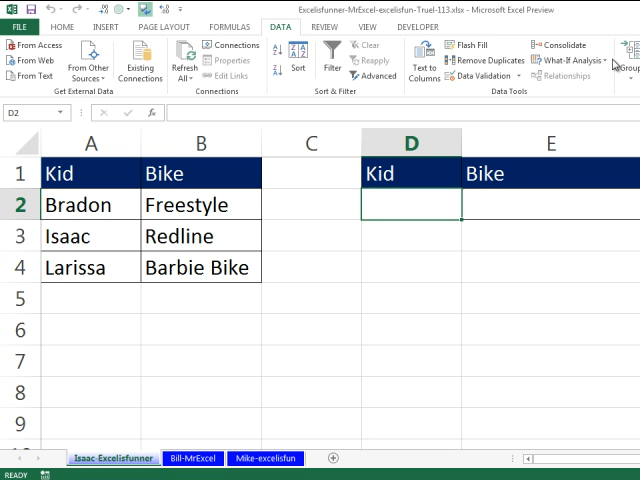 Excelisfunner-MrExcel-excelisfun-Truel-113.xlsx - Microsoft Excel Preview
FILE HOME INSERT PAGE LAYOUT FORMULAS DATA REVIEW VIEW DEVELOPER
From Access
From Web
From Text
From Other Sources
Get External Data
Existing Connections
Refresh All
Connections
Properties
Edit Links
Connections
Sort
Filter
Clear
Reapply
Advanced
Sort & Filter
Text to Columns
Flash Fill
Remove Duplicates
Data Validation
Consolidate
What-If Analysis
Relationships
Data Tools
Group
D2
fx
A B C D E
1 Kid Bike Kid Bike
2 Bradon Freestyle
3 Isaac Redline
4 Larissa Barbie Bike
5
6
7
8
9
Isaac-Excelisfunner Bill-MrExcel Mike-excelisfun
READY